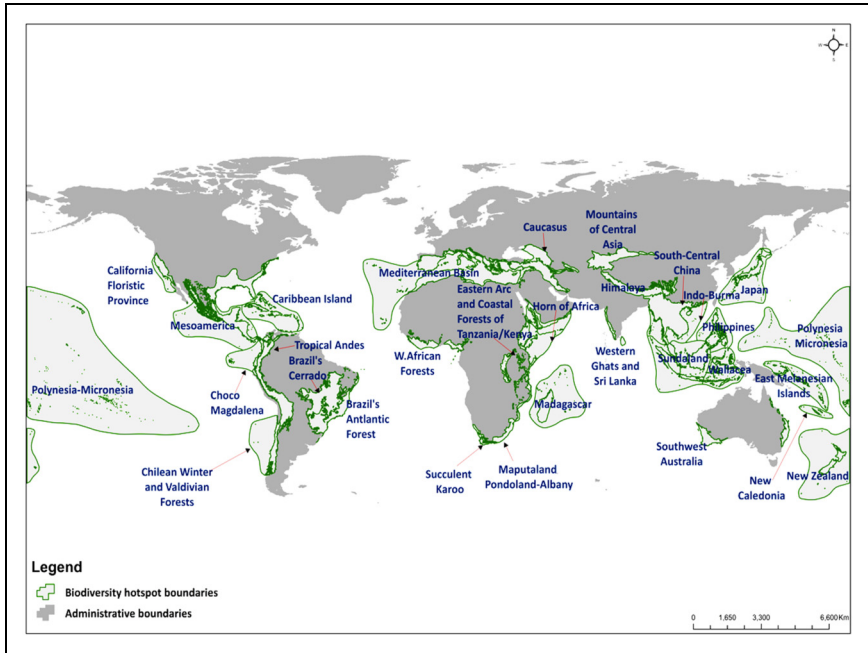 N
W E
S
Caucasus
Mountains
of Central
Asia
South-Central
China
California
Floristic
Province
Mediterranean Basin
Himalaya
Indo-Burma
Japan
Eastern Arc
and Coastal
Forests of
Tanzania/Kenya
Horn of Africa
Caribbean Island
Mesoamerica
Philippines
Polynesia
Micronesia
Tropical Andes
Brazil's
Cerrado
W.African
Forests
Western
Ghats and
Sri Lanka
Sundaland
Wallacea
East Melanesian
Islands
Polynesia-Micronesia
Choco
Magdalena
Brazil's
Antlantic
Forest
Madagascar
Southwest
Australia
Chilean Winter
and Valdivian
Forests
Succulent
Karoo
Maputaland
Pondoland-Albany
New
Caledonia
New Zealand
Legend
Biodiversity hotspot boundaries
Administrative boundaries
0 1,650 3,300 6,600 Km